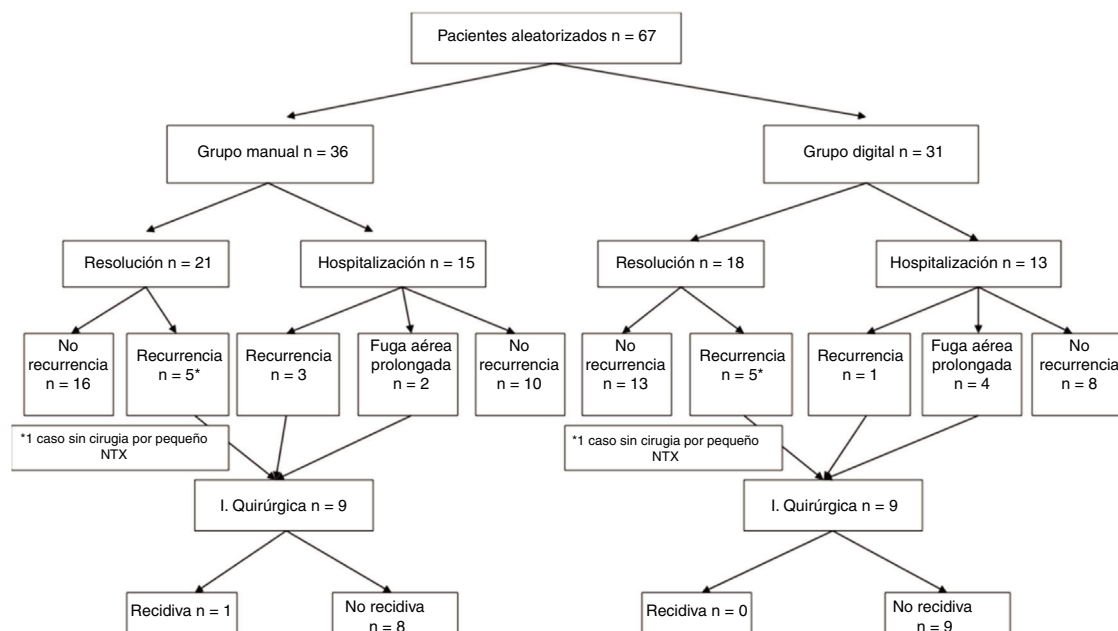 Pacientes aleatorizados n = 67
Grupo manual n = 36
Grupo digital n = 31
Resolución n = 21
Hospitalización n = 15
Resolución n = 18
Hospitalización n = 13
No
recurrencia
n = 16
Recurrencia
n = 5*
Recurrencia
n = 3
Fuga aérea
prolongada
n = 2
No
recurrencia
n = 10
No
recurrencia
n = 13
Recurrencia
n = 5*
Recurrencia
n = 1
Fuga aérea
prolongada
n = 4
No
recurrencia
n = 8
*1 caso sin cirugia por pequeño
NTX
*1 caso sin cirugia por pequeño
NTX
I. Quirúrgica n = 9
I. Quirúrgica n = 9
Recidiva n = 1
No recidiva
n = 8
Recidiva n = 0
No recidiva
n = 9